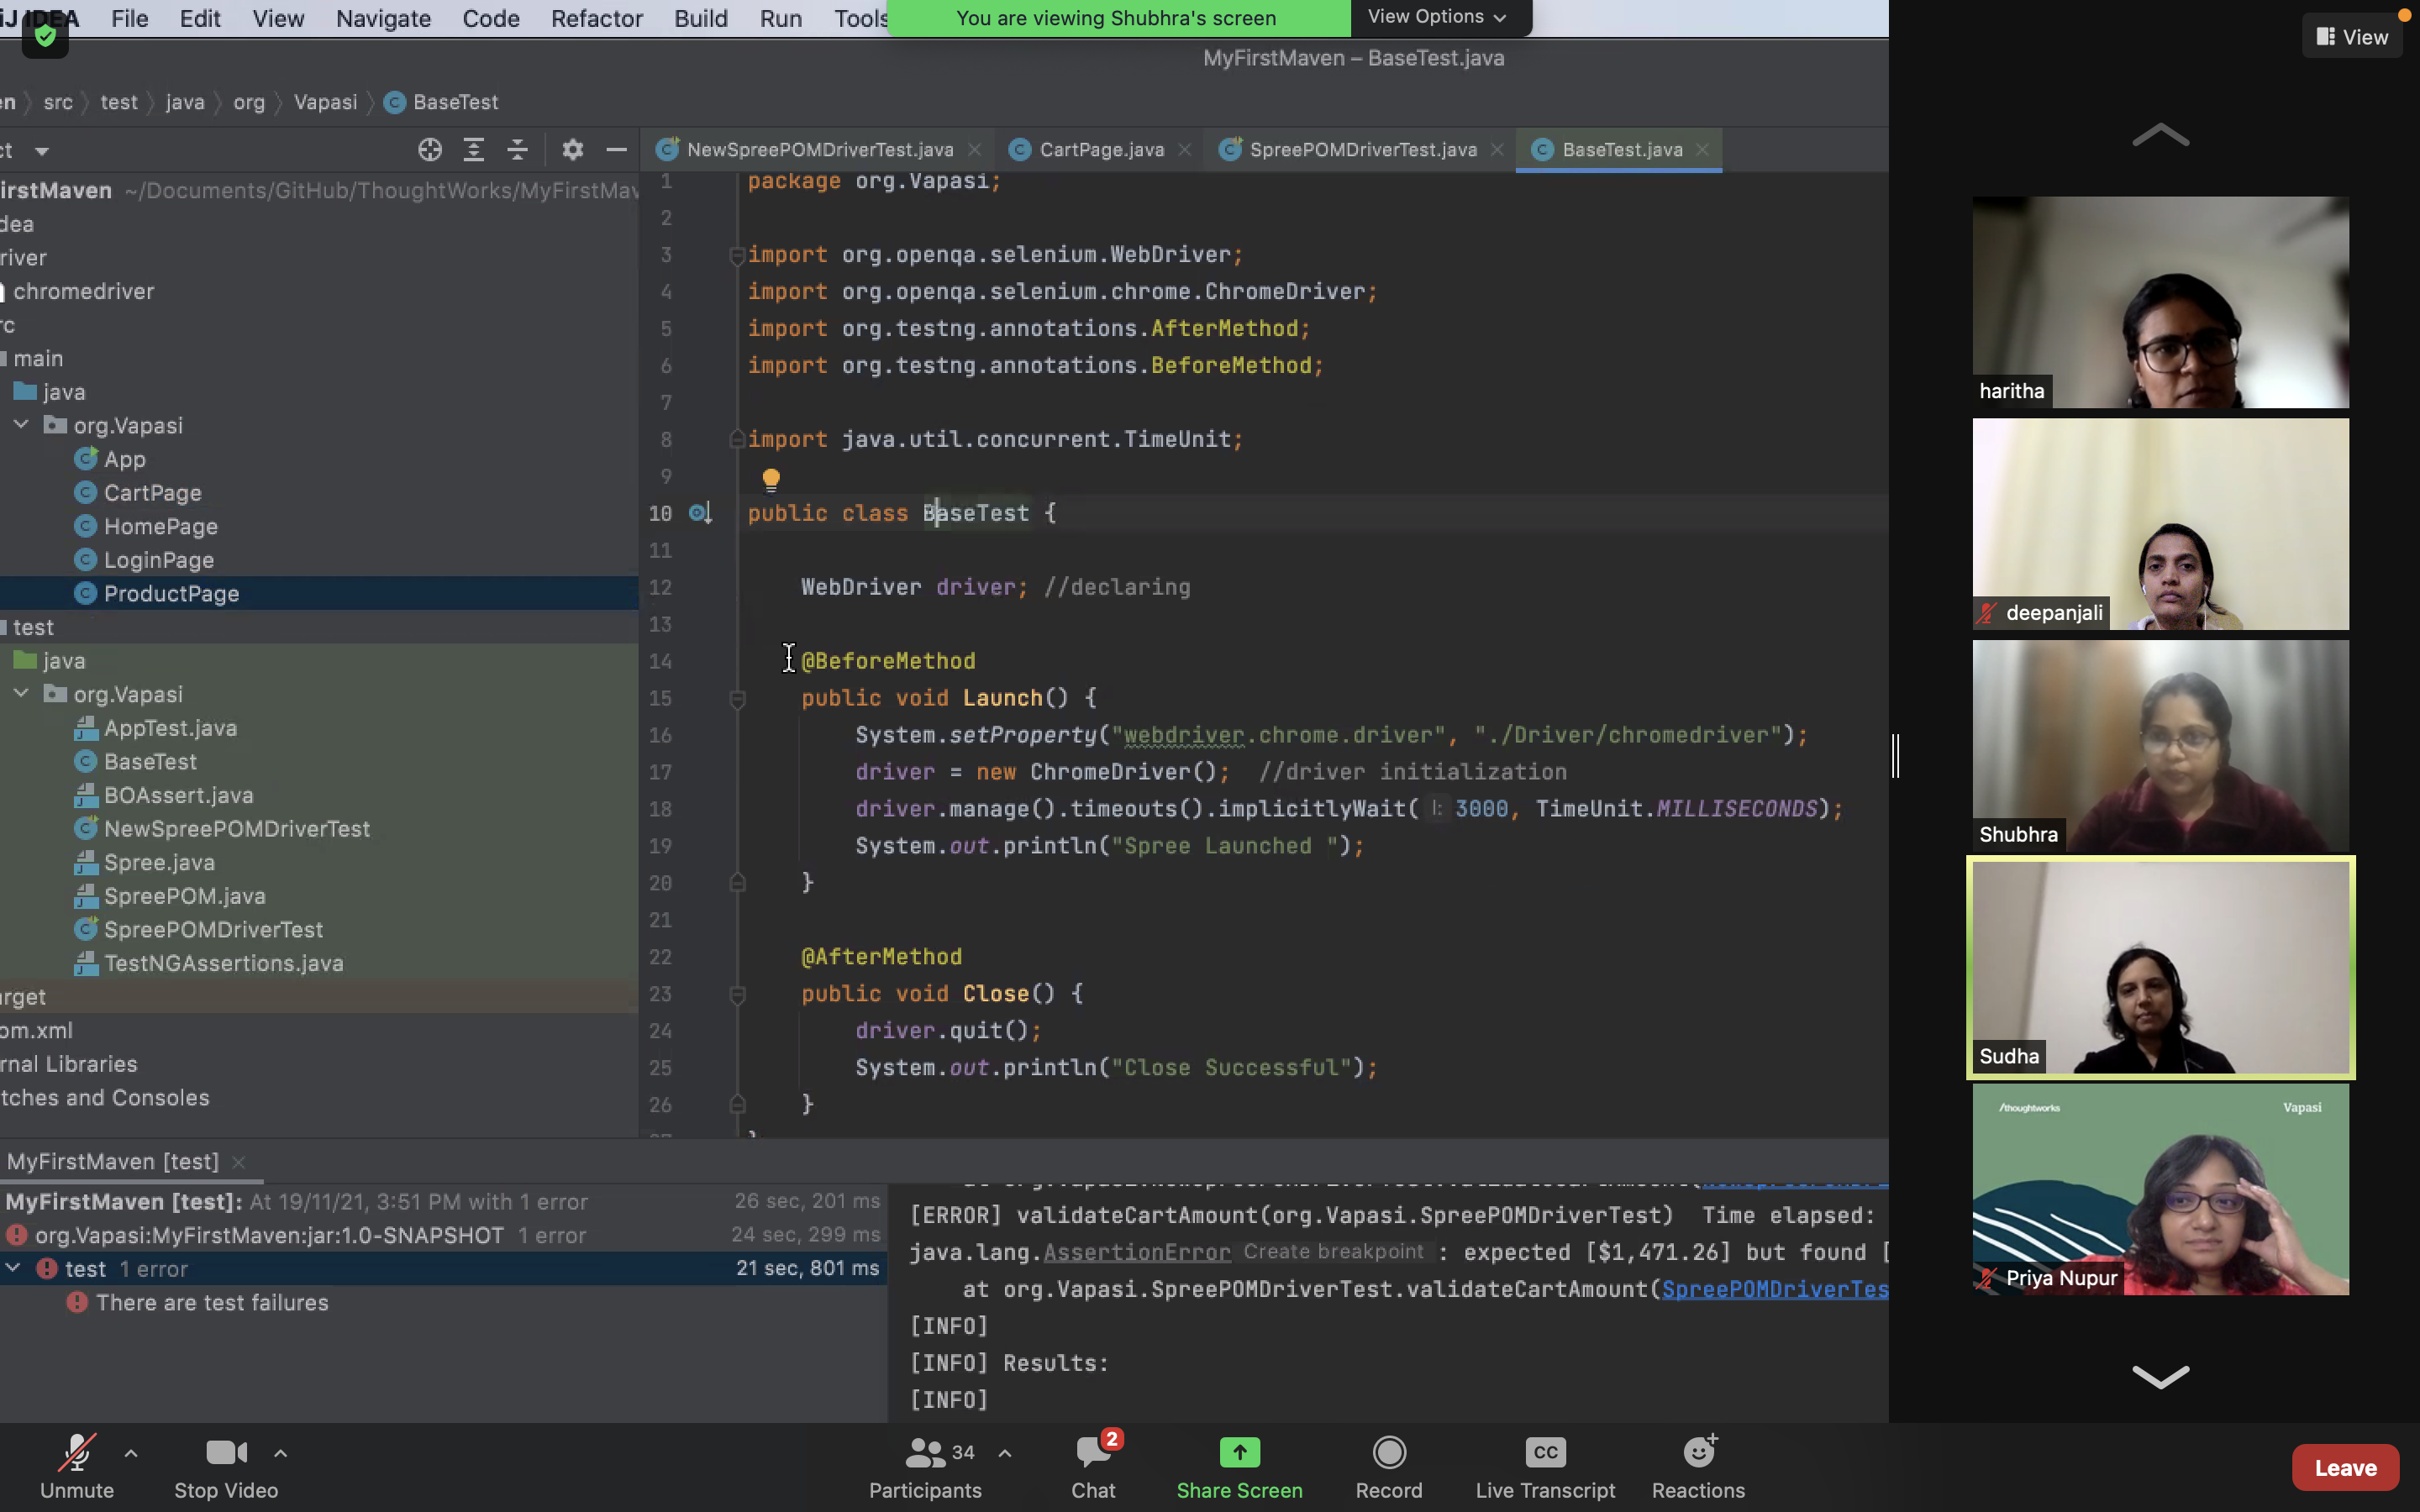 IDEA File Edit View Navigate Code Refactor Build Run Tools
You are viewing Shubhra's screen View Options
View
MyFirstMaven – BaseTest.java
src test java org Vapasi BaseTest
NewSpreePOMDriverTest.java CartPage.java SpreePOMDriverTest.java BaseTest.java
irstMaven ~/Documents/GitHub/ThoughtWorks/MyFirstMav
dea
river
chromedriver
rc
main
java
org.Vapasi
App
CartPage
HomePage
LoginPage
ProductPage
test
java
org.Vapasi
AppTest.java
BaseTest
BOAssert.java
NewSpreePOMDriverTest
Spree.java
SpreePOM.java
SpreePOMDriverTest
TestNGAssertions.java
arget
om.xml
rnal Libraries
tches and Consoles
1 package org.Vapasi;
2
3 import org.openqa.selenium.WebDriver;
4 import org.openqa.selenium.chrome.ChromeDriver;
5 import org.testng.annotations.AfterMethod;
6 import org.testng.annotations.BeforeMethod;
7
8 import java.util.concurrent.TimeUnit;
9
10 public class BaseTest {
11
12 WebDriver driver; //declaring
13
14 @BeforeMethod
15 public void Launch() {
16 System.setProperty("webdriver.chrome.driver", "./Driver/chromedriver");
17 driver = new ChromeDriver(); //driver initialization
18 driver.manage().timeouts().implicitlyWait( l: 3000, TimeUnit.MILLISECONDS);
19 System.out.println("Spree Launched ");
20 }
21
22 @AfterMethod
23 public void Close() {
24 driver.quit();
25 System.out.println("Close Successful");
26 }
MyFirstMaven [test]
MyFirstMaven [test]: At 19/11/21, 3:51 PM with 1 error 26 sec, 201 ms
org.Vapasi:MyFirstMaven:jar:1.0-SNAPSHOT 1 error 24 sec, 299 ms
test 1 error 21 sec, 801 ms
There are test failures
[ERROR] validateCartAmount(org.Vapasi.SpreePOMDriverTest) Time elapsed:
java.lang.AssertionError Create breakpoint : expected [$1,471.26] but found [
at org.Vapasi.SpreePOMDriverTest.validateCartAmount(SpreePOMDriverTes
[INFO]
[INFO] Results:
[INFO]
haritha
deepanjali
Shubhra
Sudha
/thoughtworks Vapasi
Priya Nupur
Unmute Stop Video Participants 34 Chat 2 Share Screen Record CC Live Transcript Reactions Leave